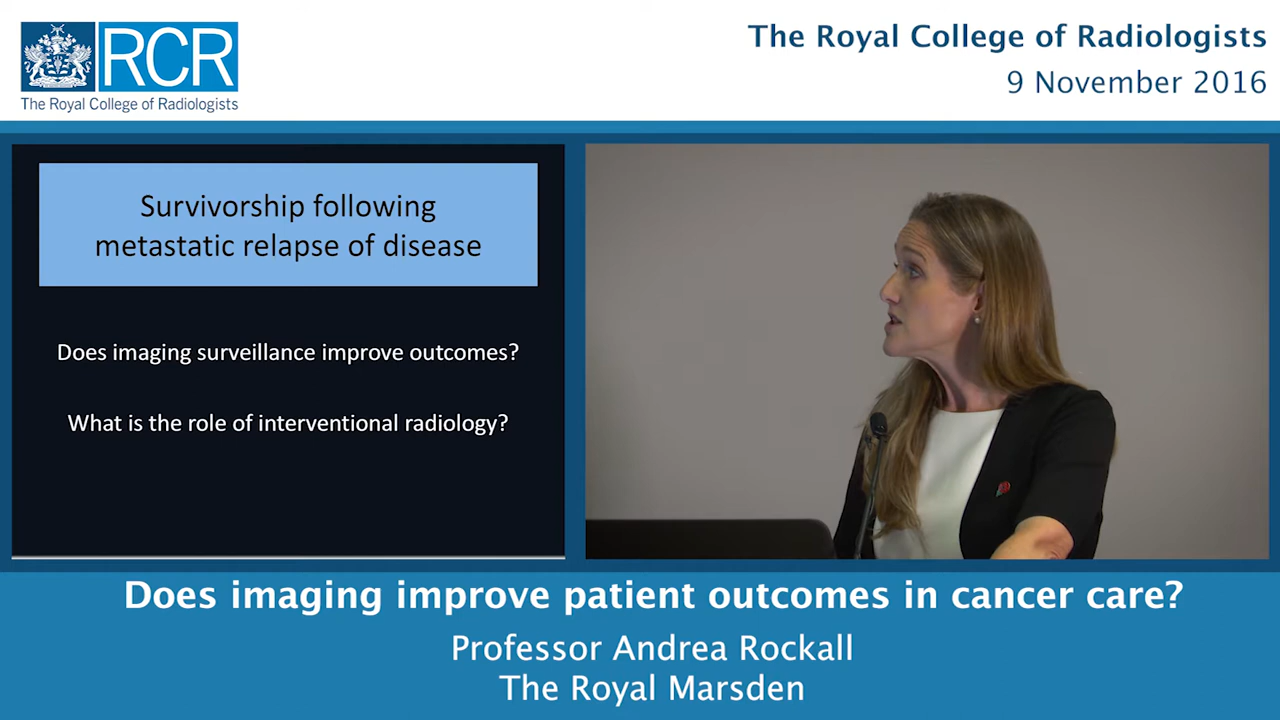 RCR
The Royal College of Radiologists
The Royal College of Radiologists
9 November 2016
Survivorship following
metastatic relapse of disease
Does imaging surveillance improve outcomes?
What is the role of interventional radiology?
Does imaging improve patient outcomes in cancer care?
Professor Andrea Rockall
The Royal Marsden